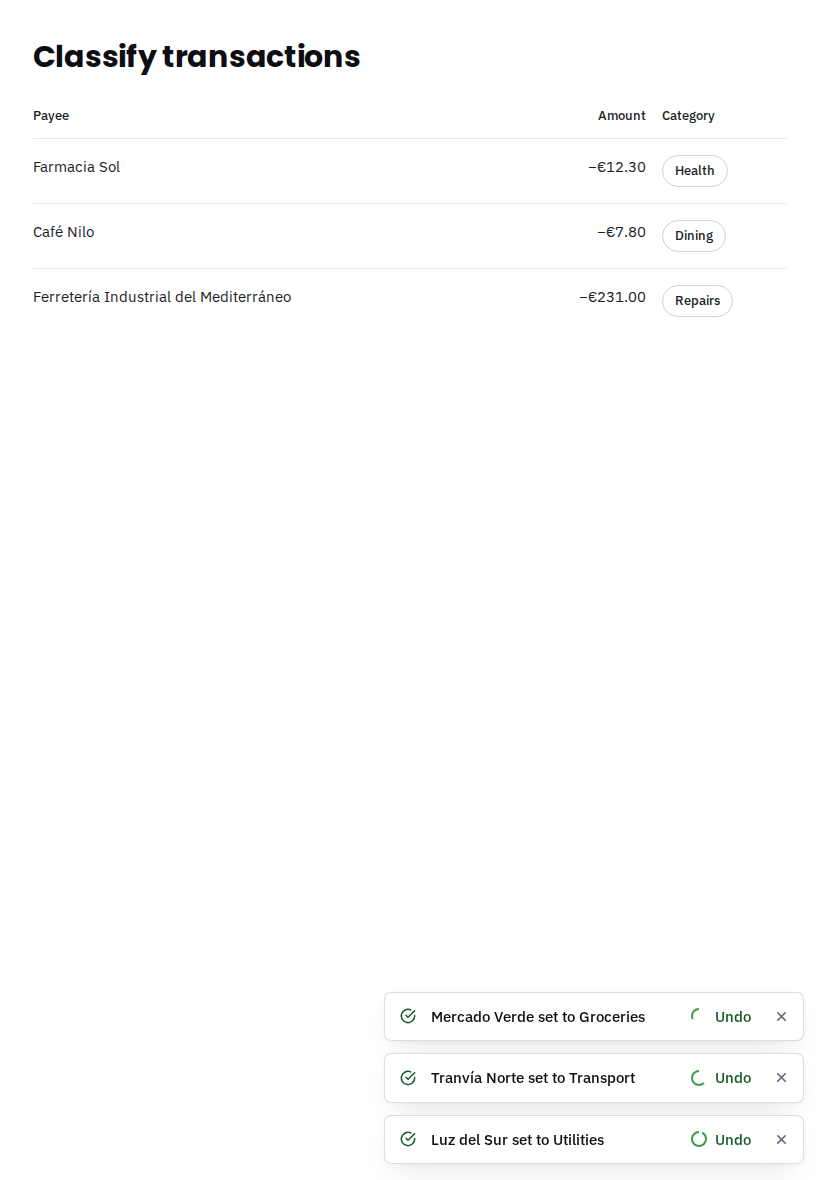 Classify transactions
Payee Amount Category
Farmacia Sol −€12.30 Health
Café Nilo −€7.80 Dining
Ferretería Industrial del Mediterráneo −€231.00 Repairs
Mercado Verde set to Groceries Undo
Tranvía Norte set to Transport Undo
Luz del Sur set to Utilities Undo